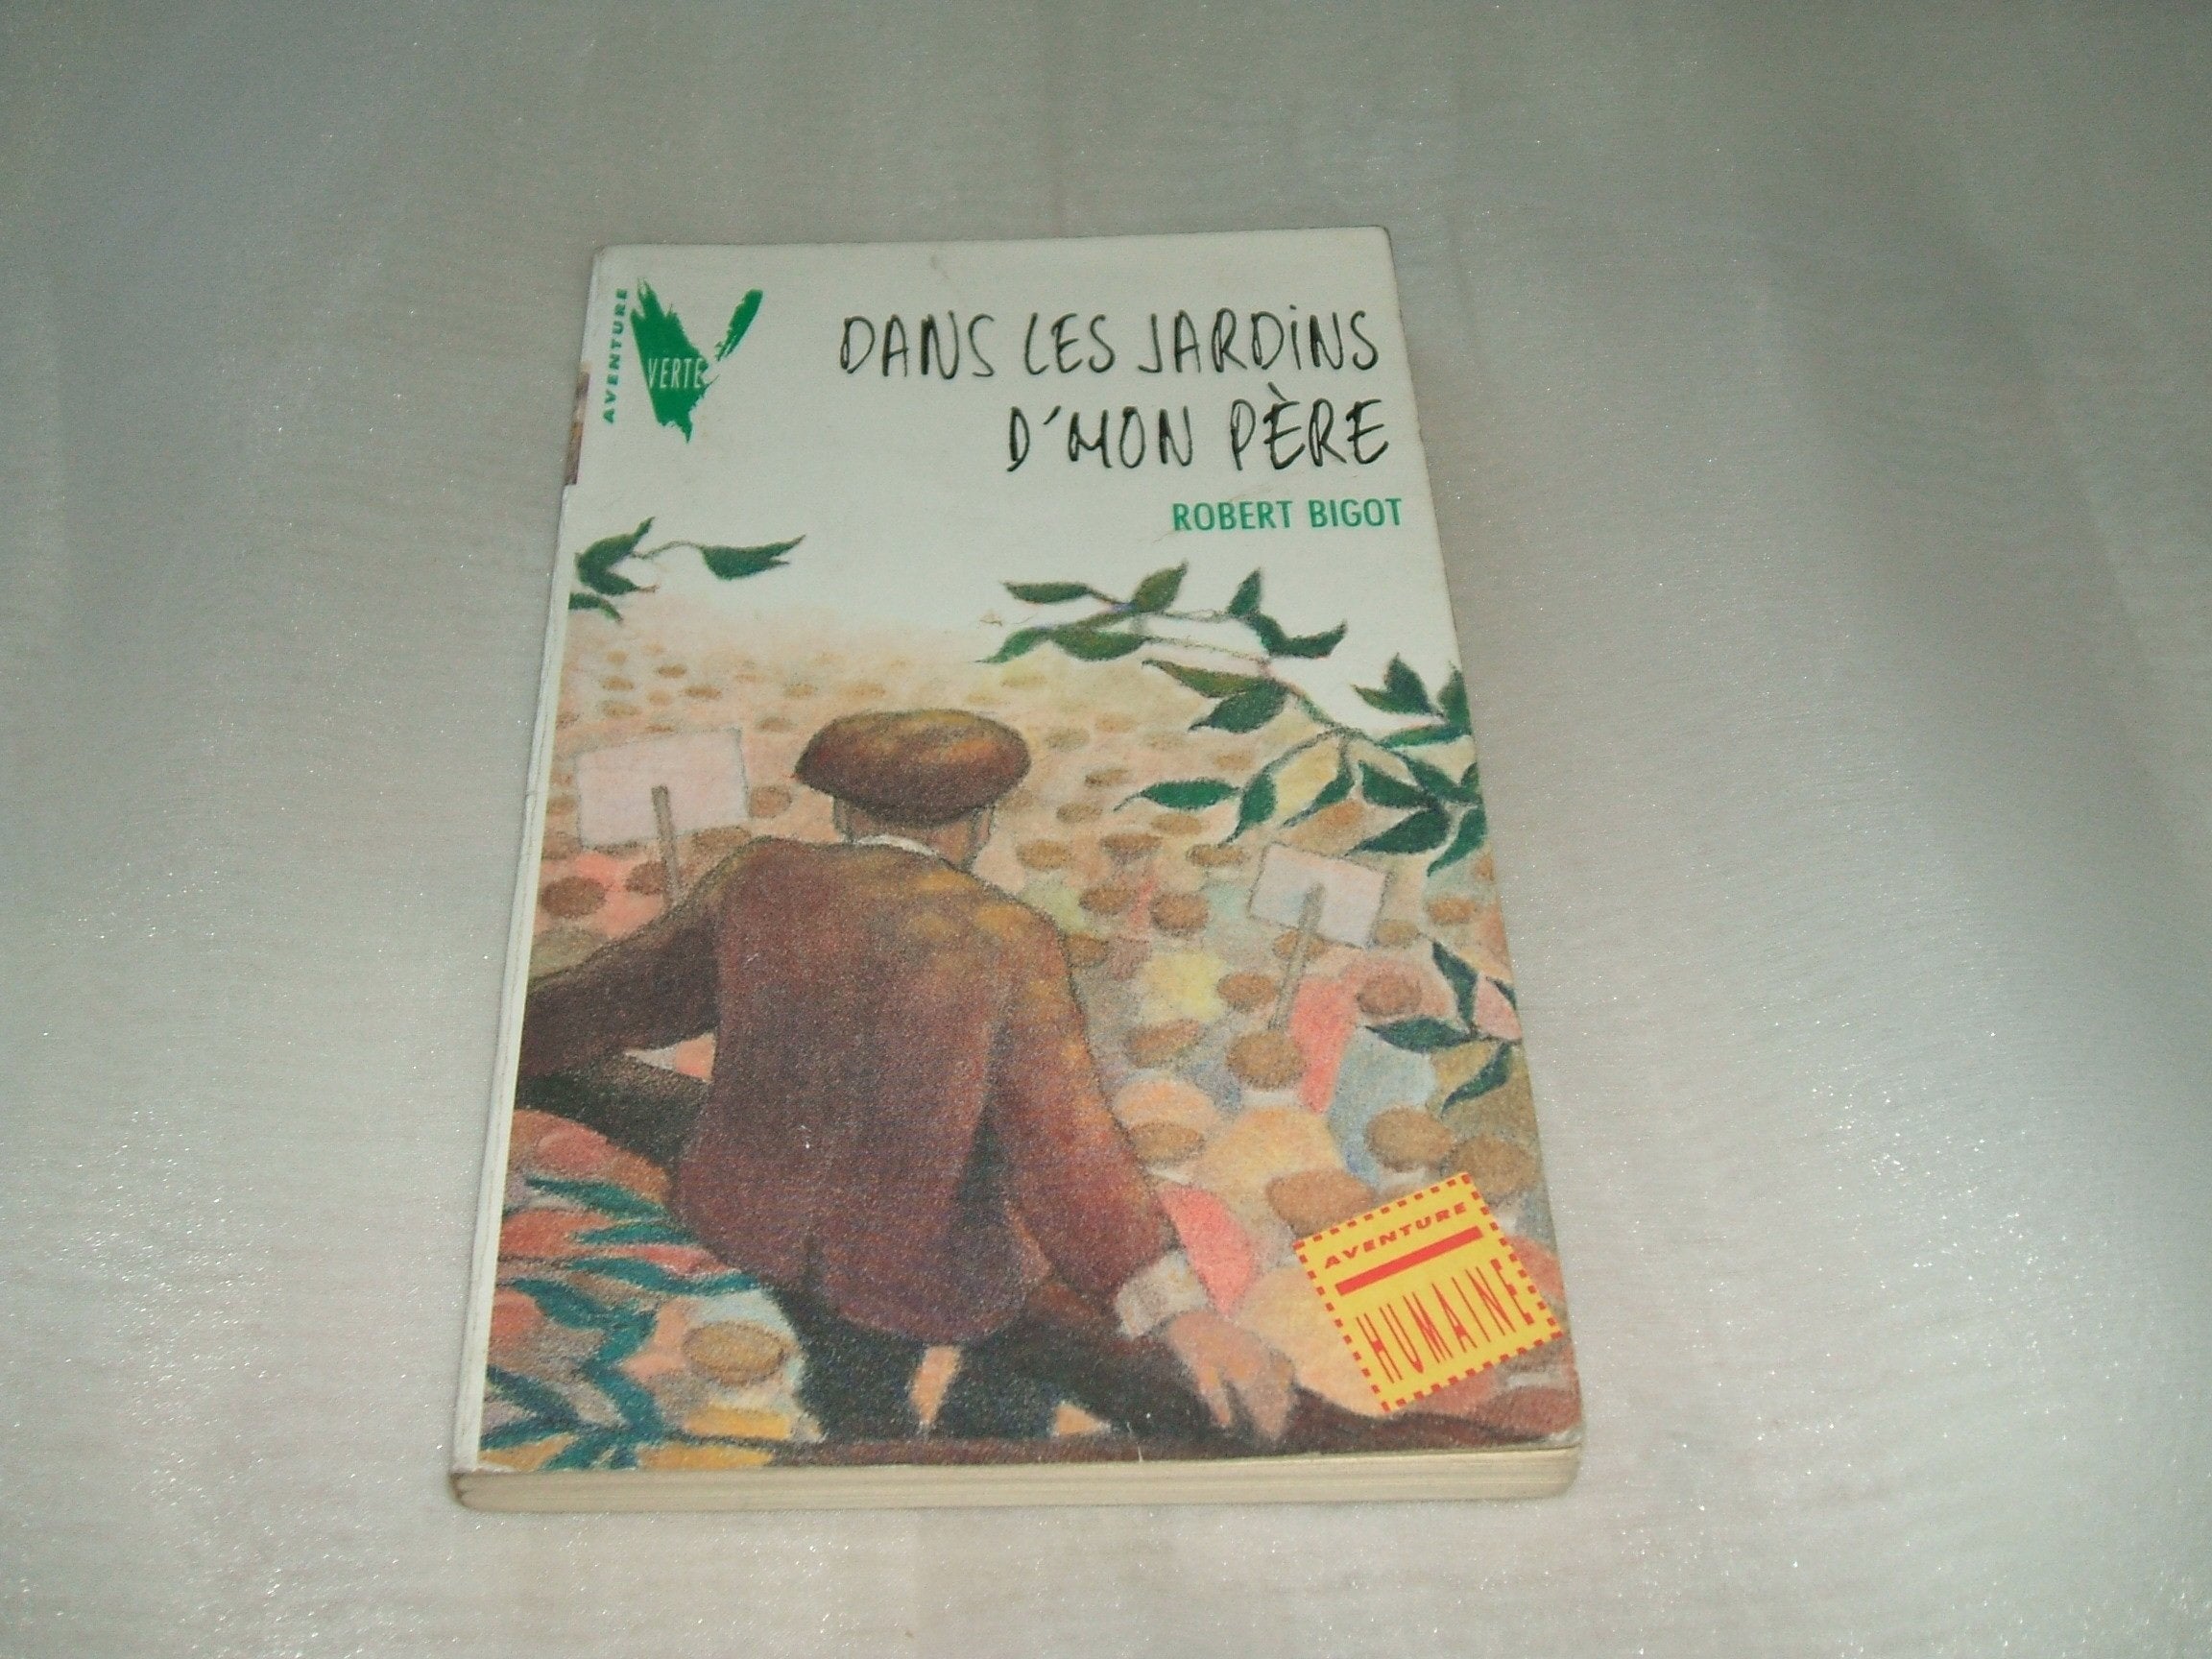 AVENTURE
VERTE
DANS LES JARDiNS
D'MON PÈRE
ROBERT BIGOT
AVENTURE
HUMAINE